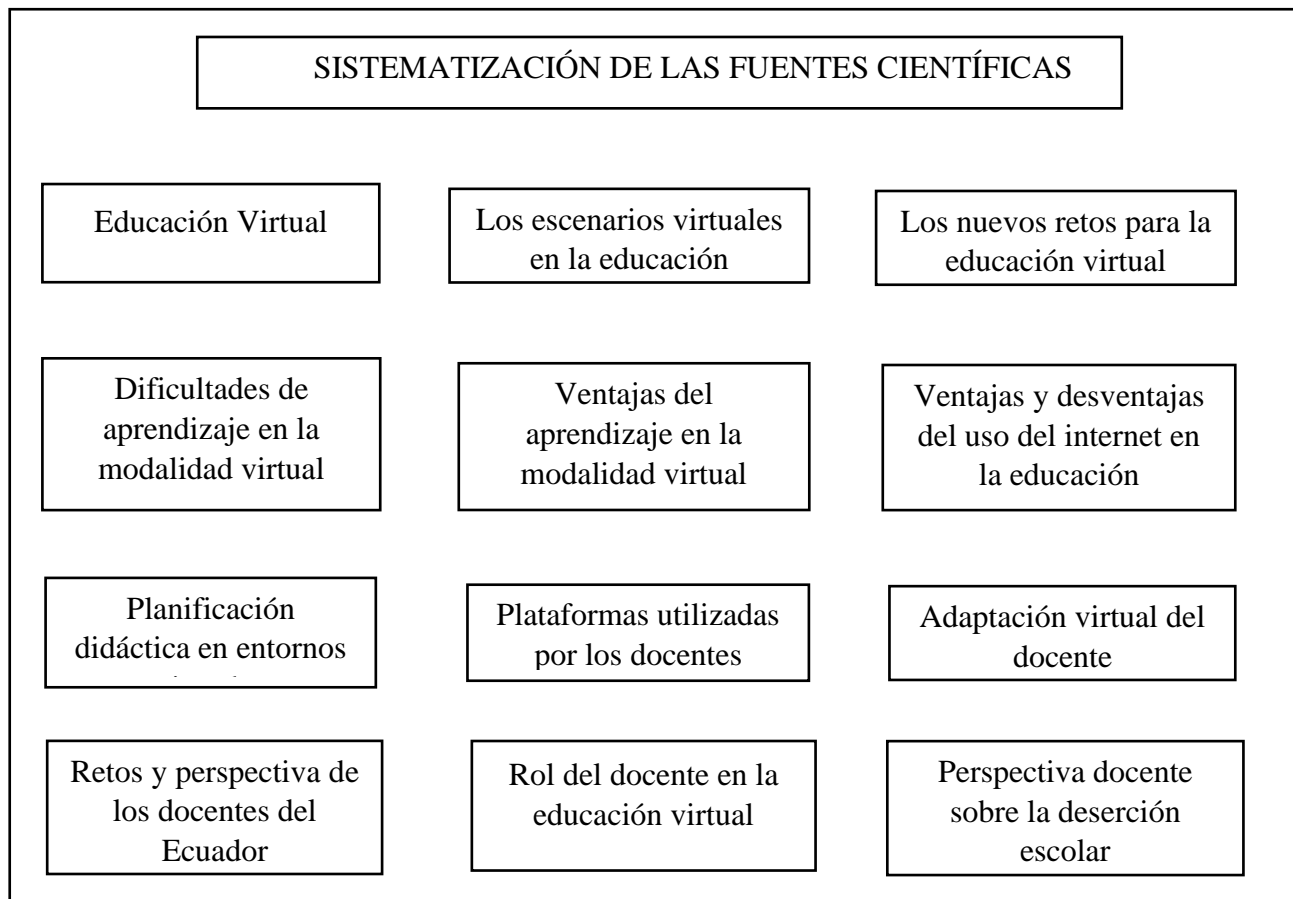 SISTEMATIZACIÓN DE LAS FUENTES CIENTÍFICAS
Educación Virtual
Los escenarios virtuales
en la educación
Los nuevos retos para la
educación virtual
Dificultades de
aprendizaje en la
modalidad virtual
Ventajas del
aprendizaje en la
modalidad virtual
Ventajas y desventajas
del uso del internet en
la educación
Planificación
didáctica en entornos
Plataformas utilizadas
por los docentes
Adaptación virtual del
docente
Retos y perspectiva de
los docentes del
Ecuador
Rol del docente en la
educación virtual
Perspectiva docente
sobre la deserción
escolar